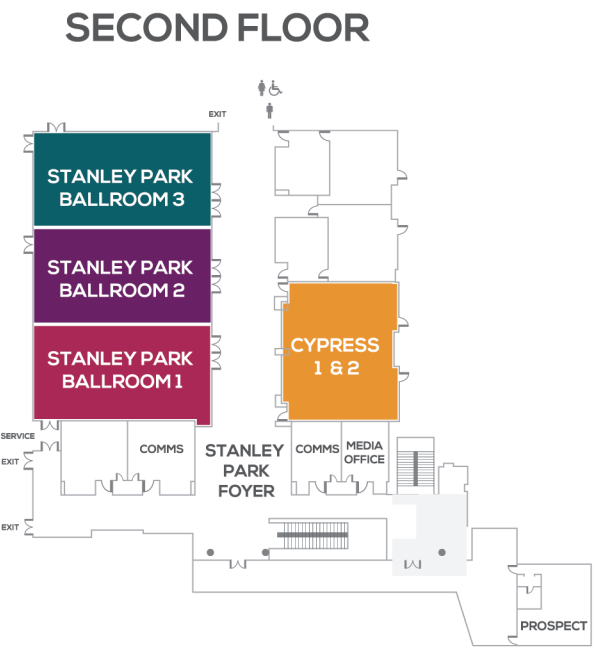 SECOND FLOOR
EXIT
STANLEY PARK
BALLROOM 3
STANLEY PARK
BALLROOM 2
STANLEY PARK
BALLROOM 1
CYPRESS
1 & 2
SERVICE
EXIT
EXIT
COMMS
STANLEY
PARK
FOYER
COMMS
MEDIA
OFFICE
PROSPECT